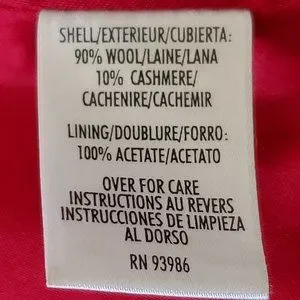 SHELL/EXTERIEUR/CUBIERTA:
90% WOOL/LAINE/LANA
10% CASHMERE/
CACHENIRE/CACHEMIR
LINING/DOUBLURE/FORRO:
100% ACETATE/ACETATO
OVER FOR CARE
INSTRUCTIONS AU REVERS
INSTRUCCIONES DE LIMPIEZA
AL DORSO
RN 93986